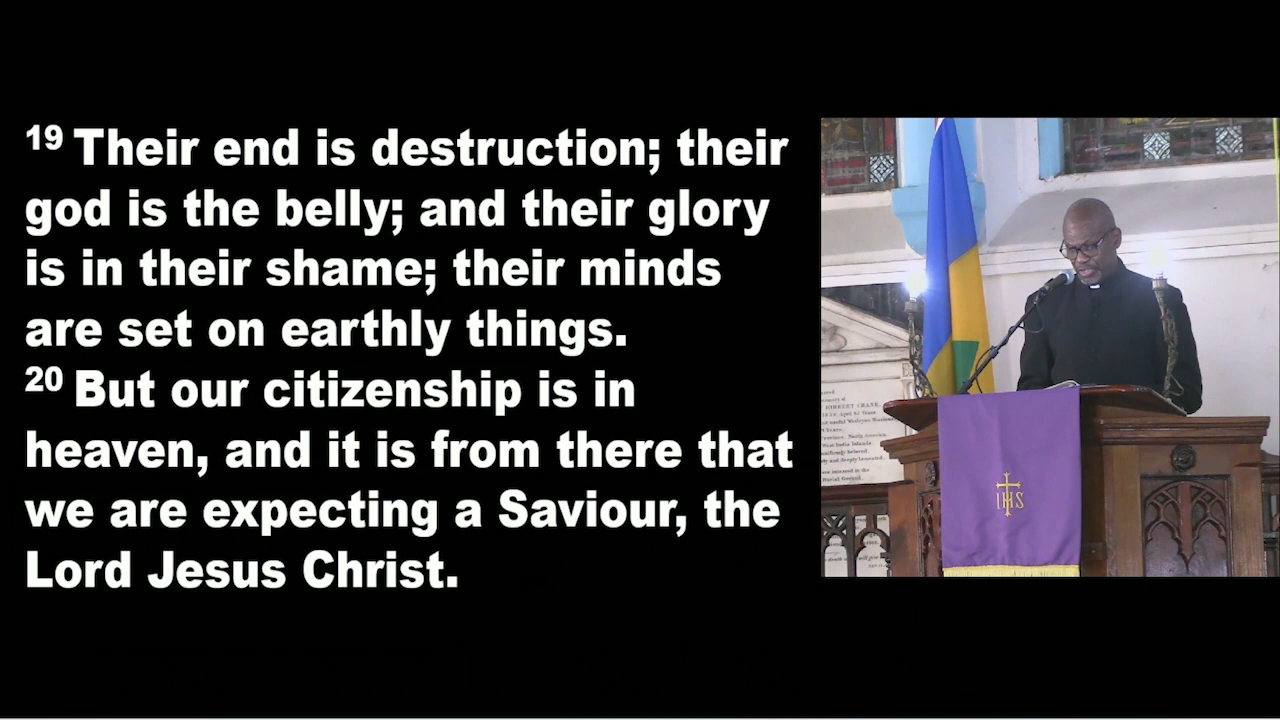 19 Their end is destruction; their
god is the belly; and their glory
is in their shame; their minds
are set on earthly things.
20 But our citizenship is in
heaven, and it is from there that
we are expecting a Saviour, the
Lord Jesus Christ.
IHS